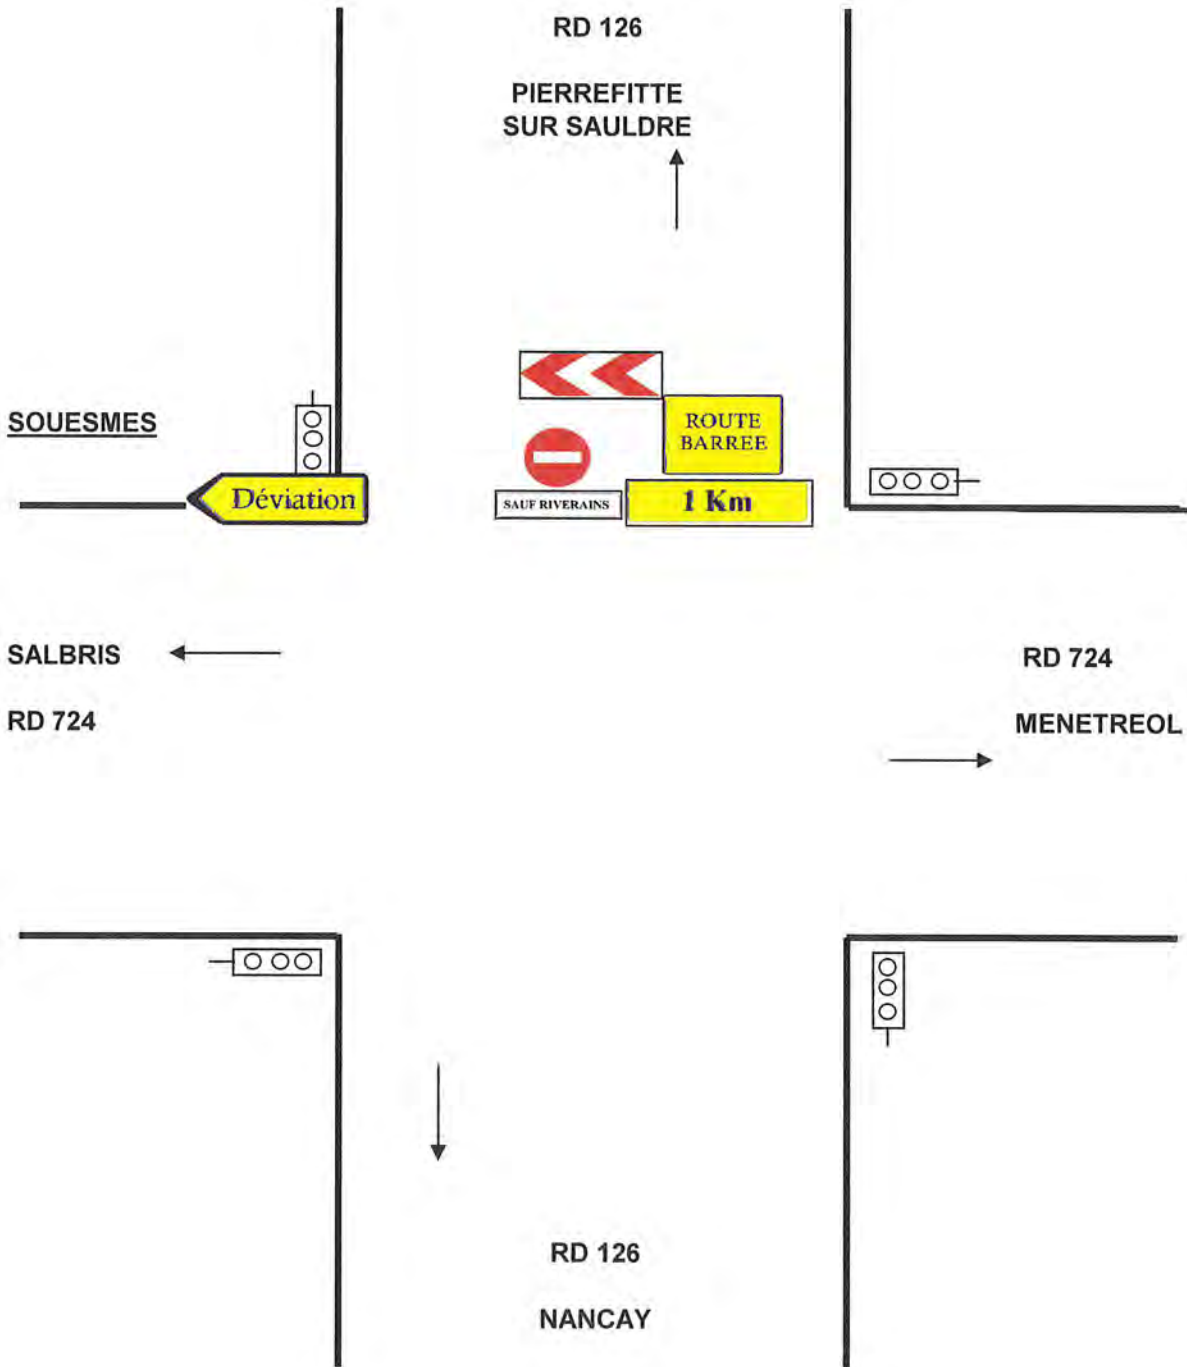 RD 126
PIERREFITTE
SUR SAULDRE
SOUESMES
ROUTE
BARREE
Déviation
SAUF RIVERAINS
1 Km
SALBRIS
RD 724
RD 724
MENETREOL
RD 126
NANCAY